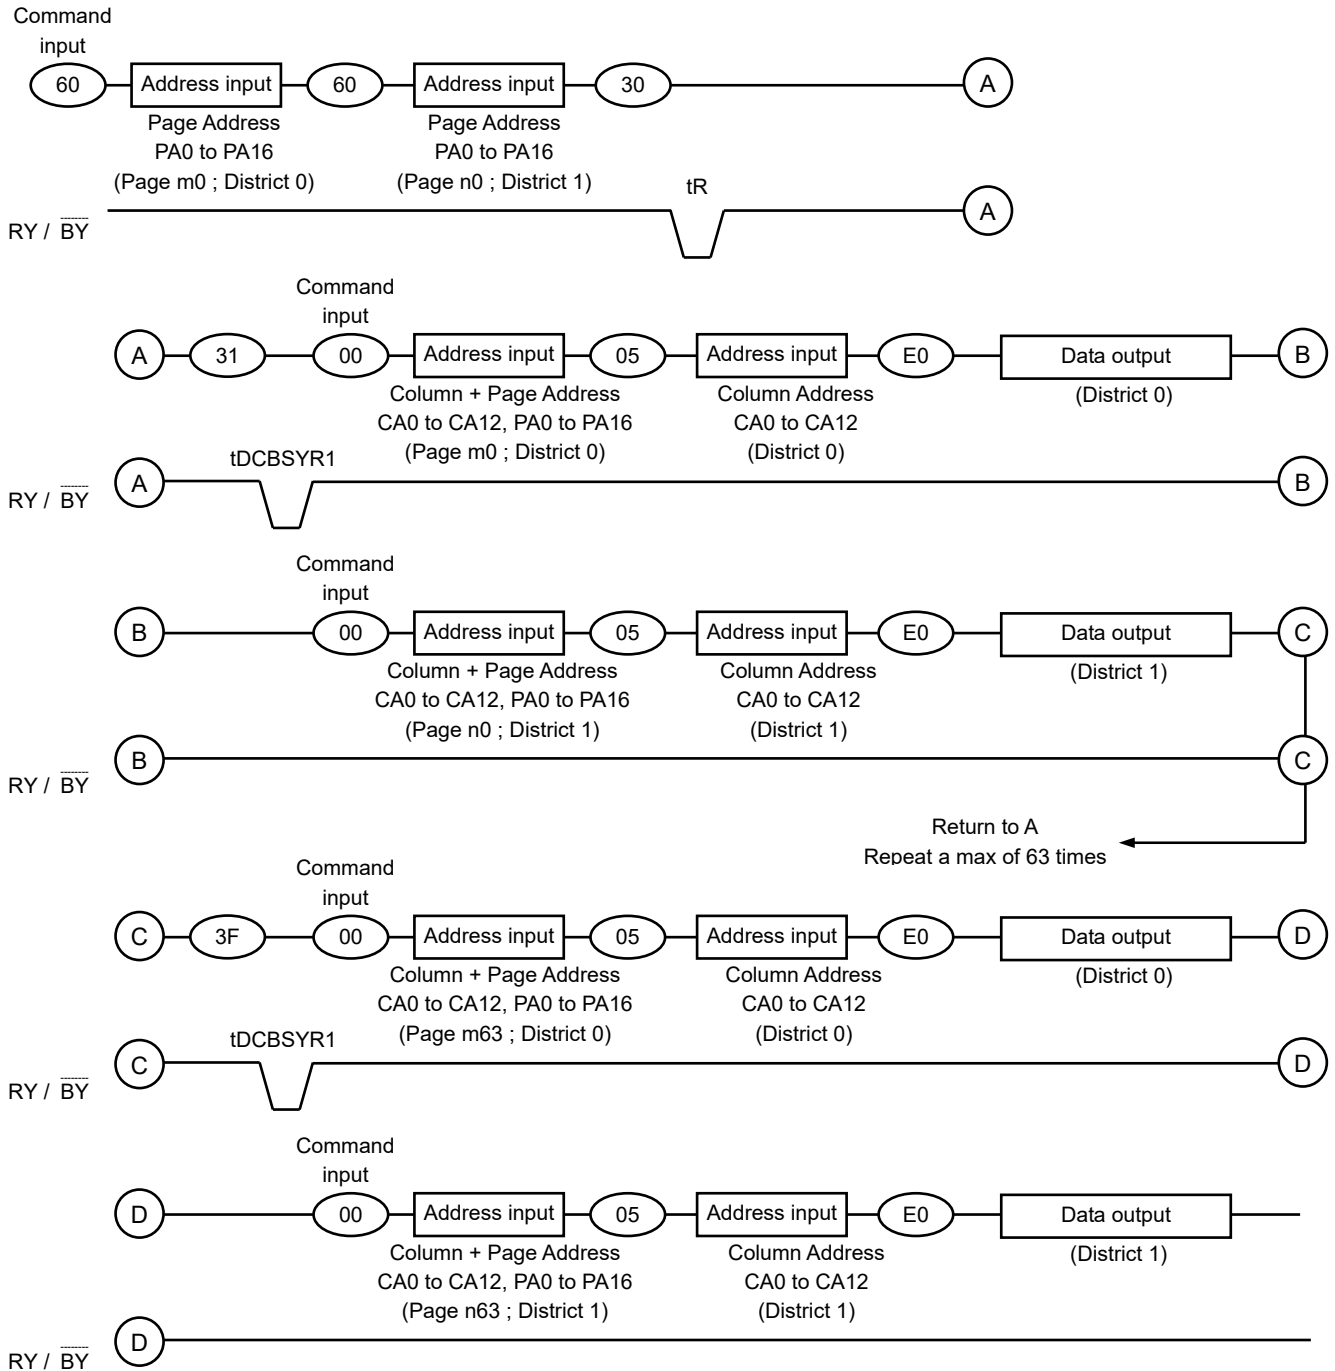 Command
input
60 Address input 60 Address input 30 A
Page Address
PA0 to PA16
(Page m0 ; District 0)
Page Address
PA0 to PA16
(Page n0 ; District 1)
tR
RY / BY A
Command
input
A 31 00 Address input 05 Address input E0 Data output B
Column + Page Address
CA0 to CA12, PA0 to PA16
(Page m0 ; District 0)
Column Address
CA0 to CA12
(District 0)
(District 0)
tDCBSYR1
RY / BY A B
Command
input
B 00 Address input 05 Address input E0 Data output C
Column + Page Address
CA0 to CA12, PA0 to PA16
(Page n0 ; District 1)
Column Address
CA0 to CA12
(District 1)
(District 1)
RY / BY B C
Return to A
Repeat a max of 63 times
Command
input
C 3F 00 Address input 05 Address input E0 Data output D
Column + Page Address
CA0 to CA12, PA0 to PA16
(Page m63 ; District 0)
Column Address
CA0 to CA12
(District 0)
(District 0)
tDCBSYR1
RY / BY C D
Command
input
D 00 Address input 05 Address input E0 Data output
Column + Page Address
CA0 to CA12, PA0 to PA16
(Page n63 ; District 1)
Column Address
CA0 to CA12
(District 1)
(District 1)
RY / BY D